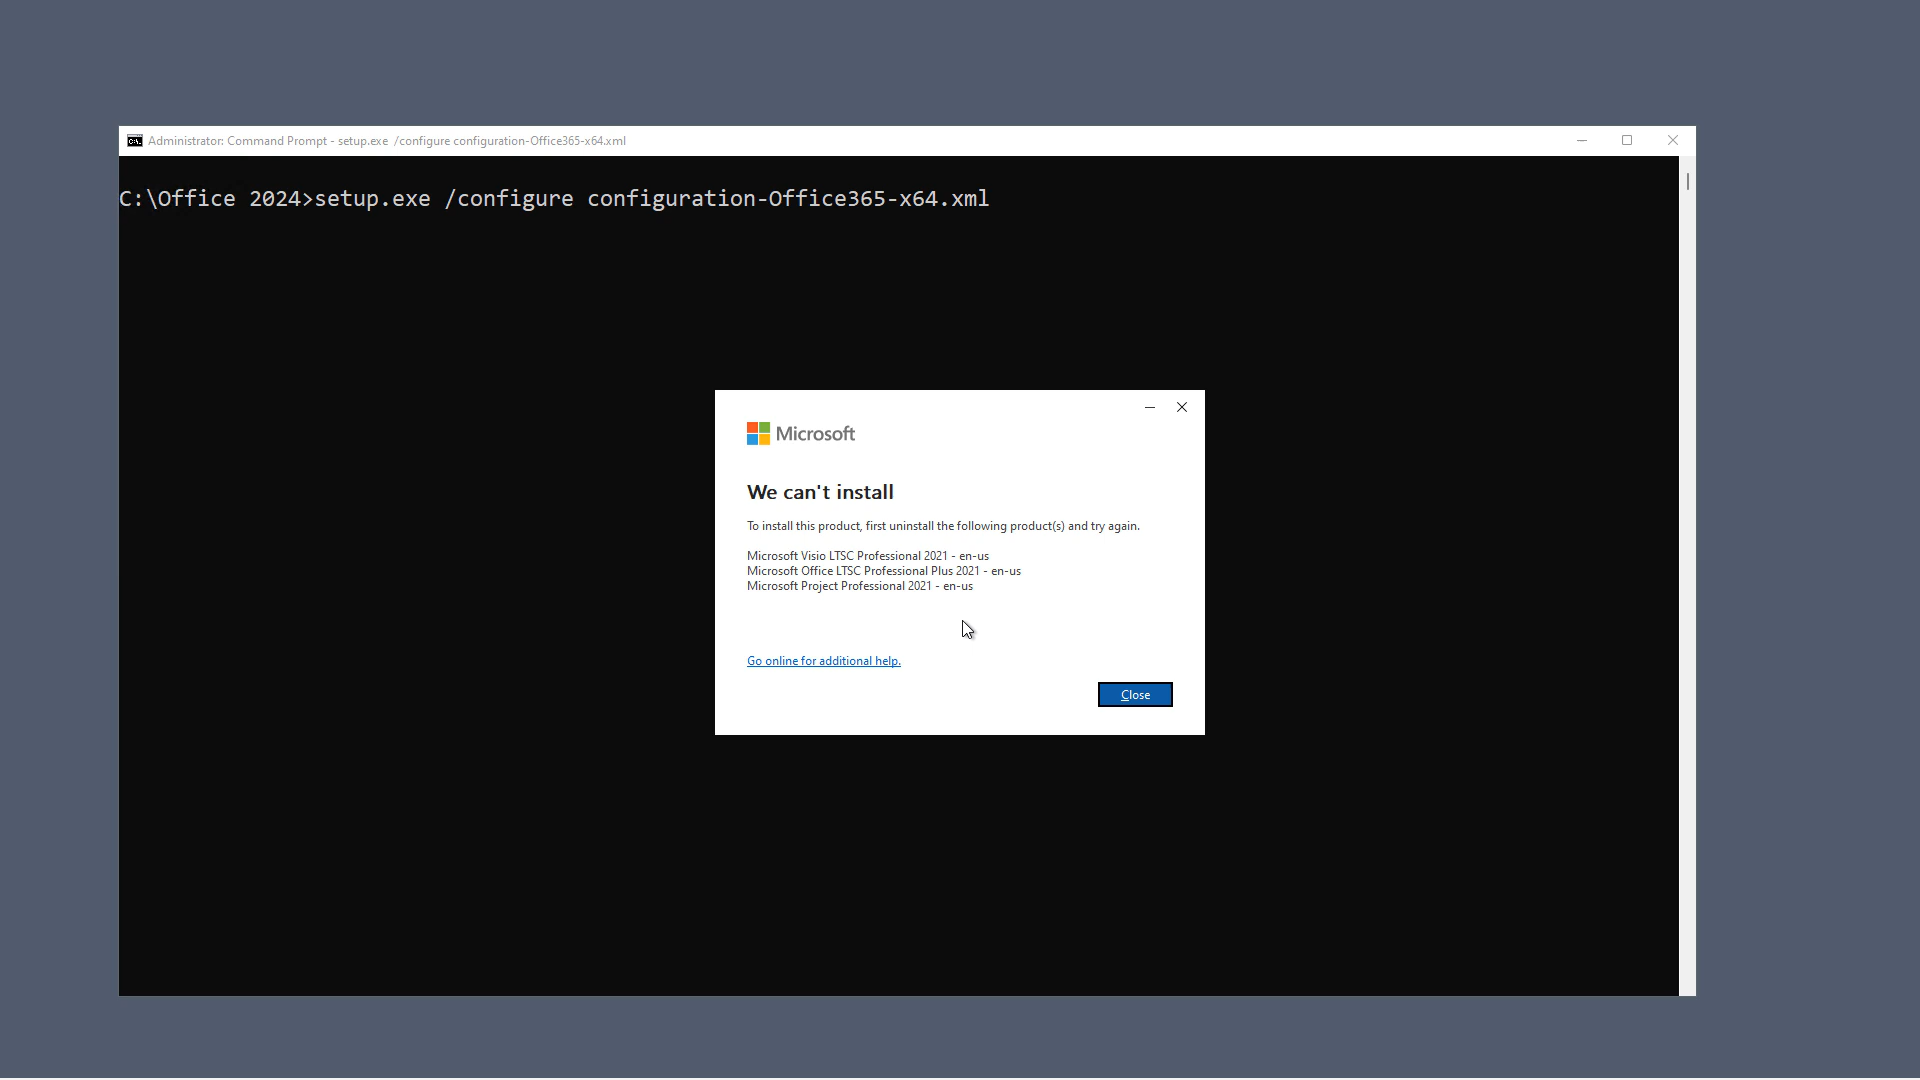 Administrator: Command Prompt - setup.exe /configure configuration-Office365-x64.xml
C:\Office 2024>setup.exe /configure configuration-Office365-x64.xml
Microsoft
We can't install
To install this product, first uninstall the following product(s) and try again.
Microsoft Visio LTSC Professional 2021 - en-us
Microsoft Office LTSC Professional Plus 2021 - en-us
Microsoft Project Professional 2021 - en-us
Go online for additional help.
Close